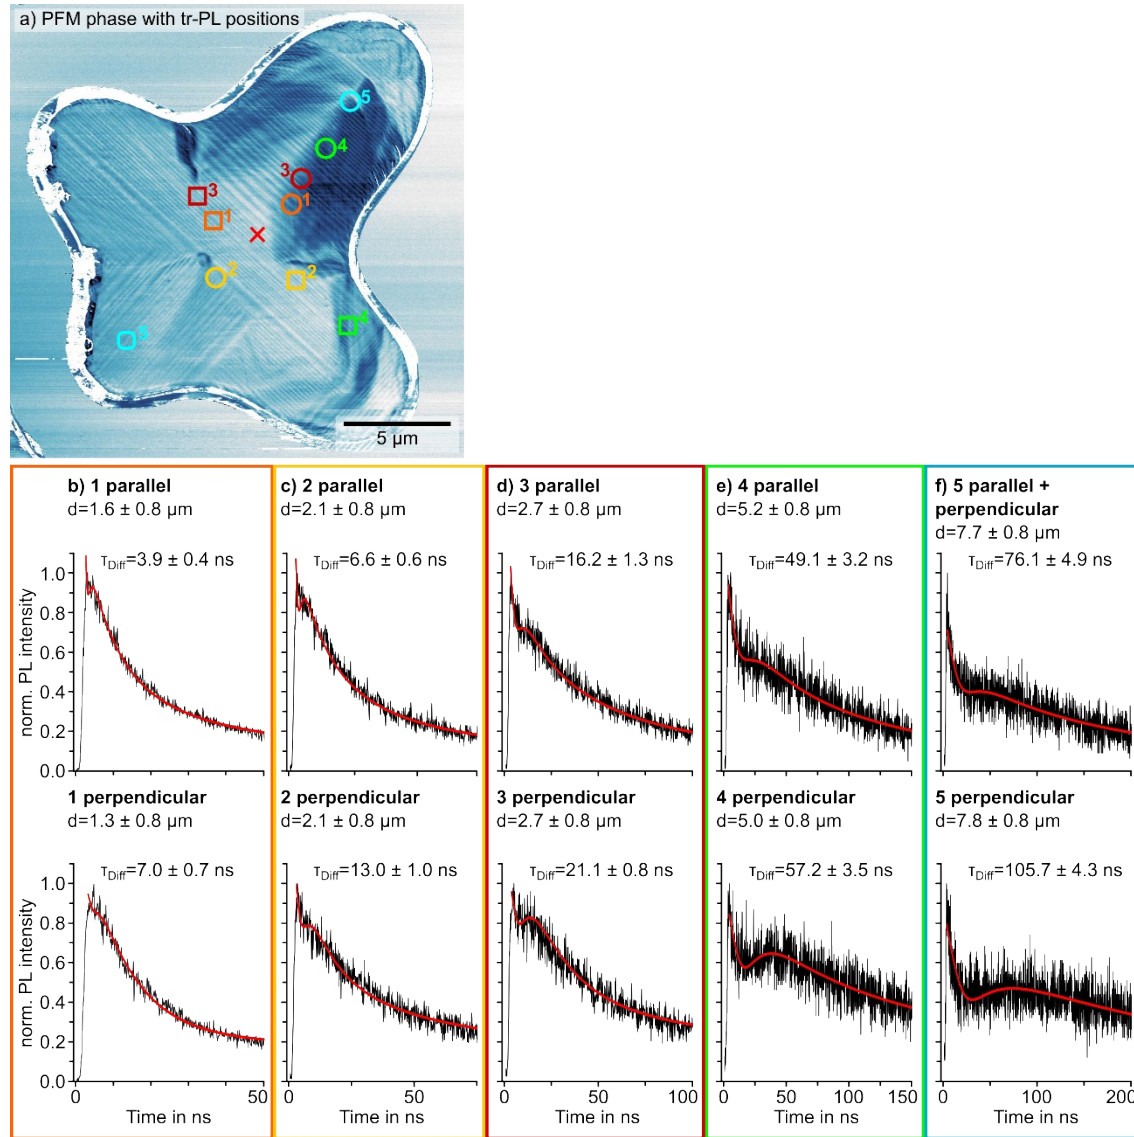 a) PFM phase with tr-PL positions
5
4
3
1
3
1
2
2
4
5
5 µm
b) 1 parallel
d=1.6 ± 0.8 µm
τDiff=3.9 ± 0.4 ns
c) 2 parallel
d=2.1 ± 0.8 µm
τDiff=6.6 ± 0.6 ns
d) 3 parallel
d=2.7 ± 0.8 µm
τDiff=16.2 ± 1.3 ns
e) 4 parallel
d=5.2 ± 0.8 µm
τDiff=49.1 ± 3.2 ns
f) 5 parallel +
perpendicular
d=7.7 ± 0.8 µm
τDiff=76.1 ± 4.9 ns
norm. PL intensity
1.0
0.8
0.6
0.4
0.2
0.0
1 perpendicular
d=1.3 ± 0.8 µm
τDiff=7.0 ± 0.7 ns
2 perpendicular
d=2.1 ± 0.8 µm
τDiff=13.0 ± 1.0 ns
3 perpendicular
d=2.7 ± 0.8 µm
τDiff=21.1 ± 0.8 ns
4 perpendicular
d=5.0 ± 0.8 µm
τDiff=57.2 ± 3.5 ns
5 perpendicular
d=7.8 ± 0.8 µm
τDiff=105.7 ± 4.3 ns
norm. PL intensity
1.0
0.8
0.6
0.4
0.2
0.0
0 50
Time in ns
0 25 50 75
Time in ns
0 25 50 75 100
Time in ns
0 50 100 150
Time in ns
0 50 100 200
Time in ns